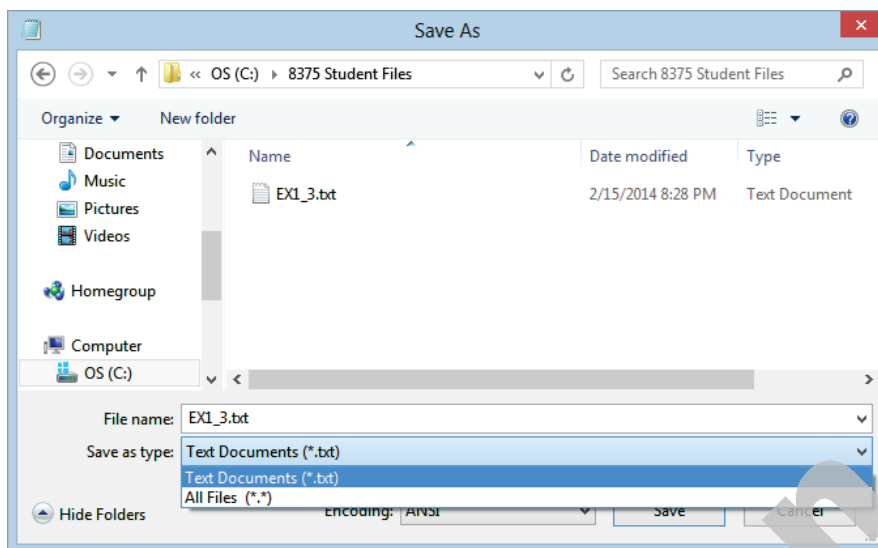 Save As
« OS (C:) 8375 Student Files
Search 8375 Student Files
Organize New folder
Documents
Music
Pictures
Videos
Homegroup
Computer
OS (C:)
Name Date modified Type
EX1_3.txt 2/15/2014 8:28 PM Text Document
File name: EX1_3.txt
Save as type: Text Documents (*.txt)
Text Documents (*.txt)
All Files (*.*)
Hide Folders Encoding: ANSI Save Cancel